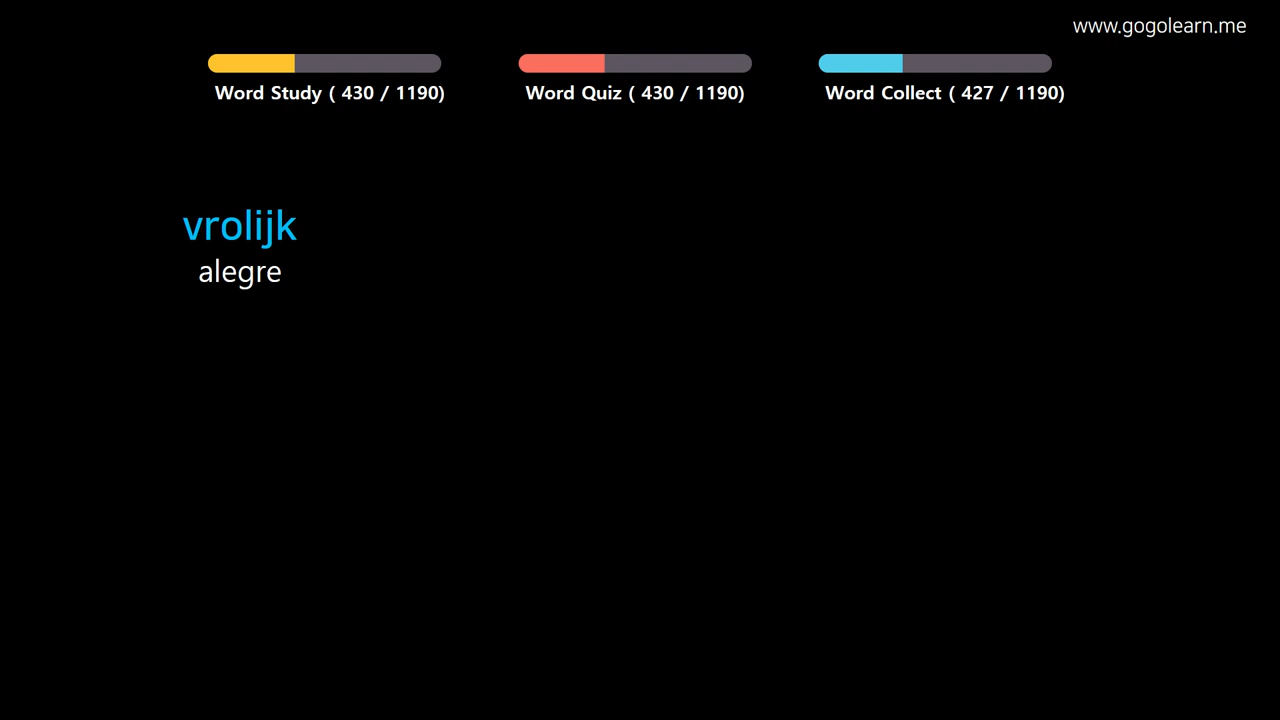 www.gogolearn.me
Word Study ( 430 / 1190)
Word Quiz ( 430 / 1190)
Word Collect ( 427 / 1190)
vrolijk
alegre